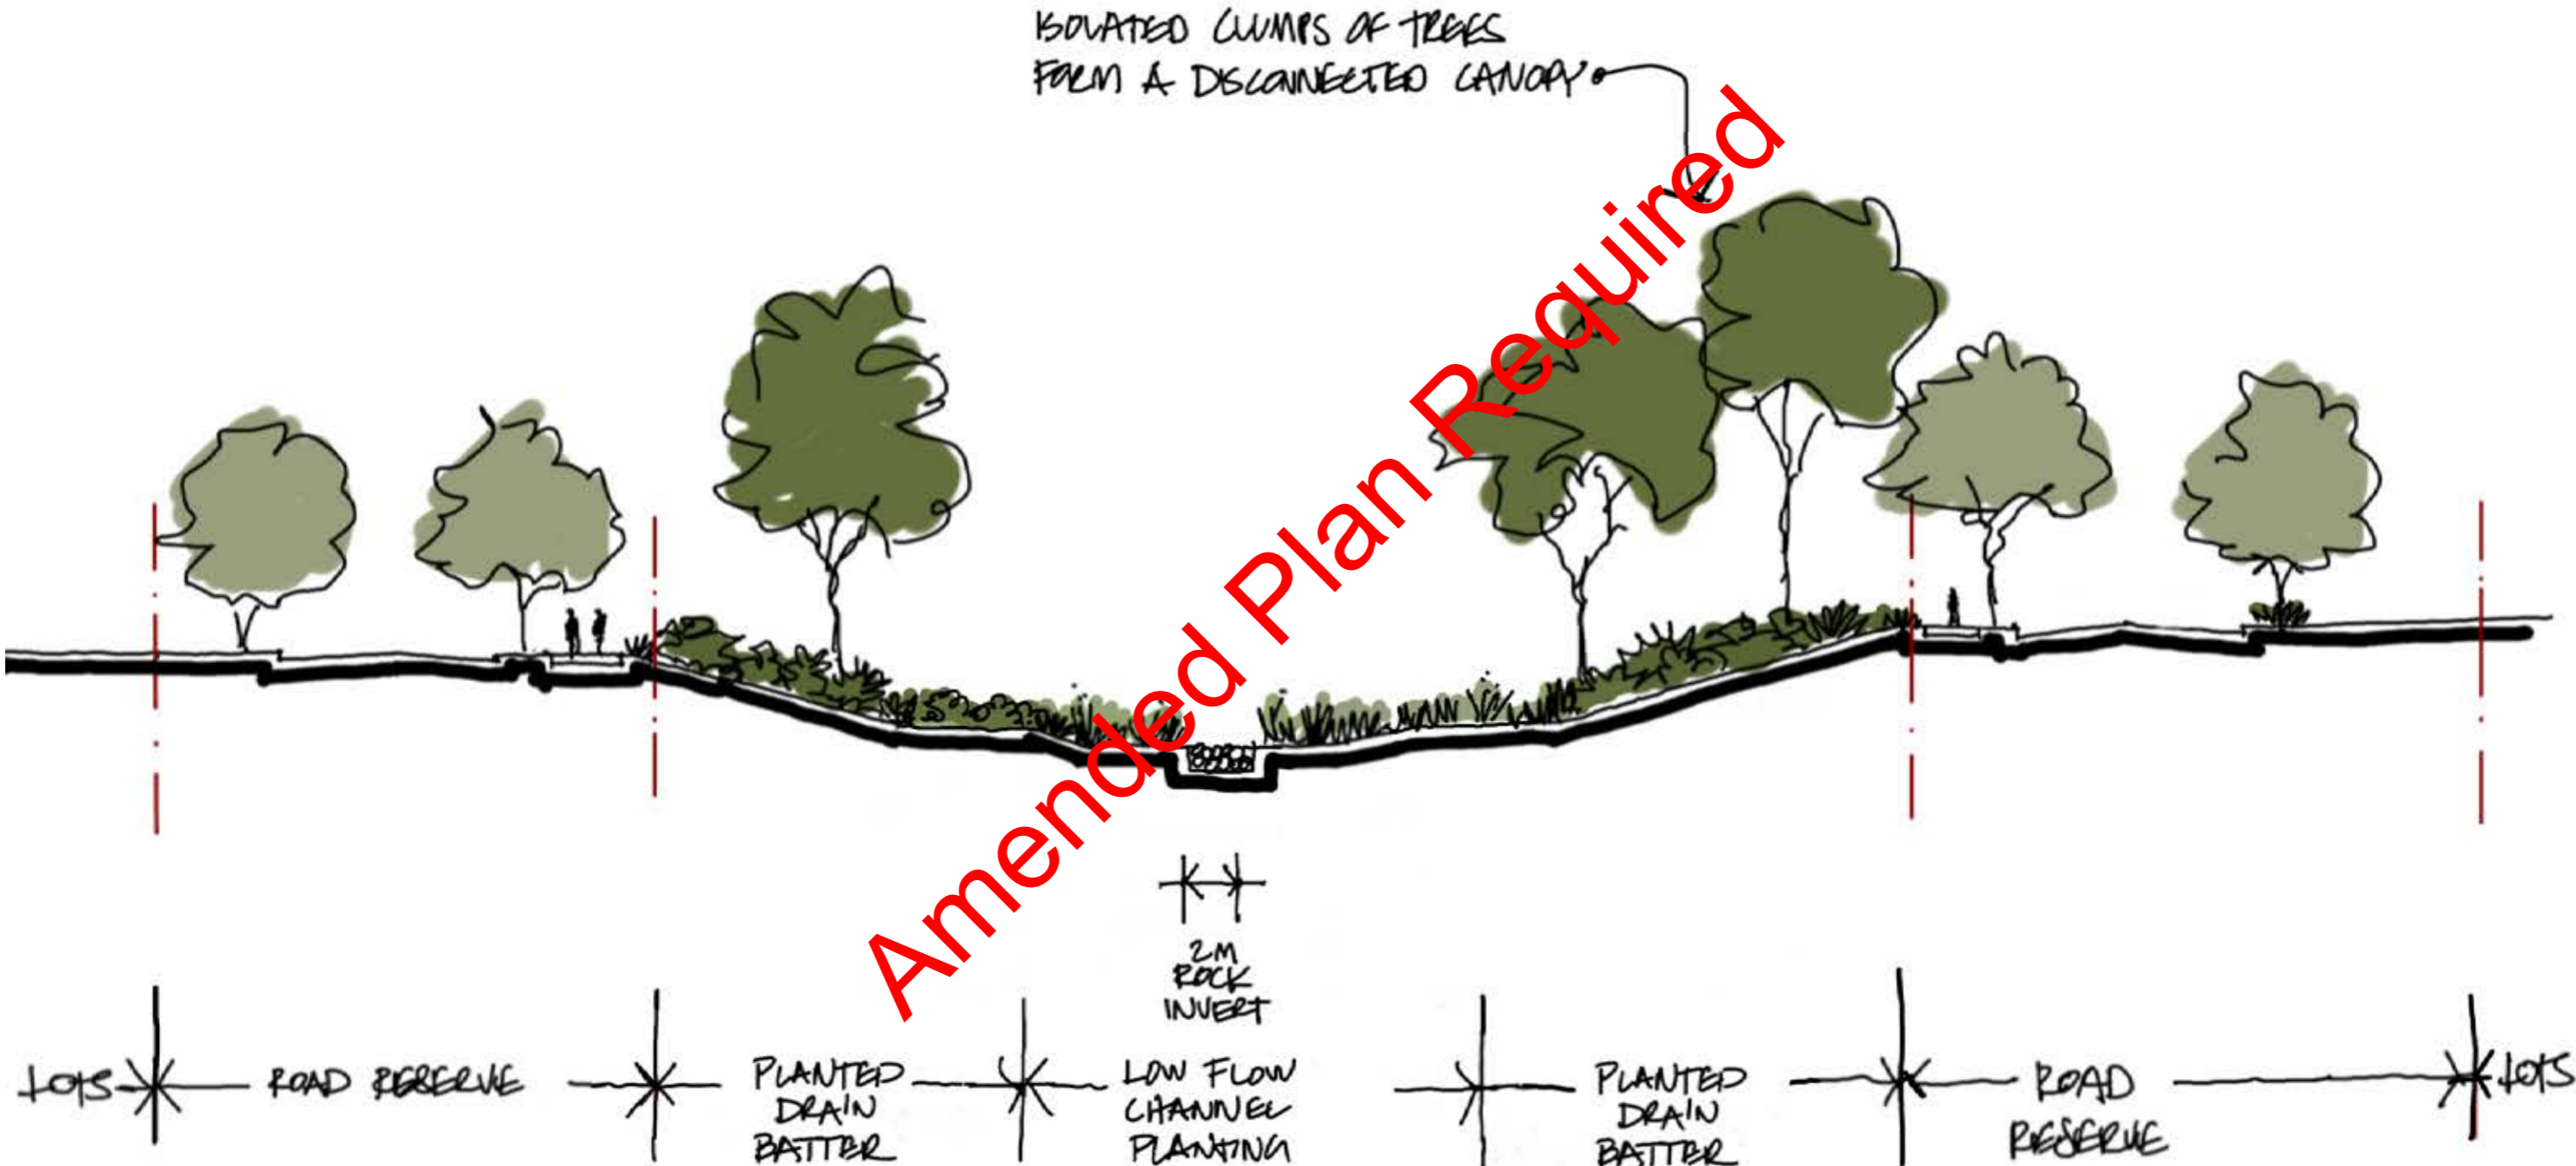 ISOLATED CLUMPS OF TREES
FORM A DISCONNECTED CANOPY
Amended Plan Required
2M
ROCK
INVERT
LOTS
ROAD RESERVE
PLANTED
DRAIN
BATTER
LOW FLOW
CHANNEL
PLANTING
PLANTED
DRAIN
BATTER
ROAD
RESERVE
LOTS